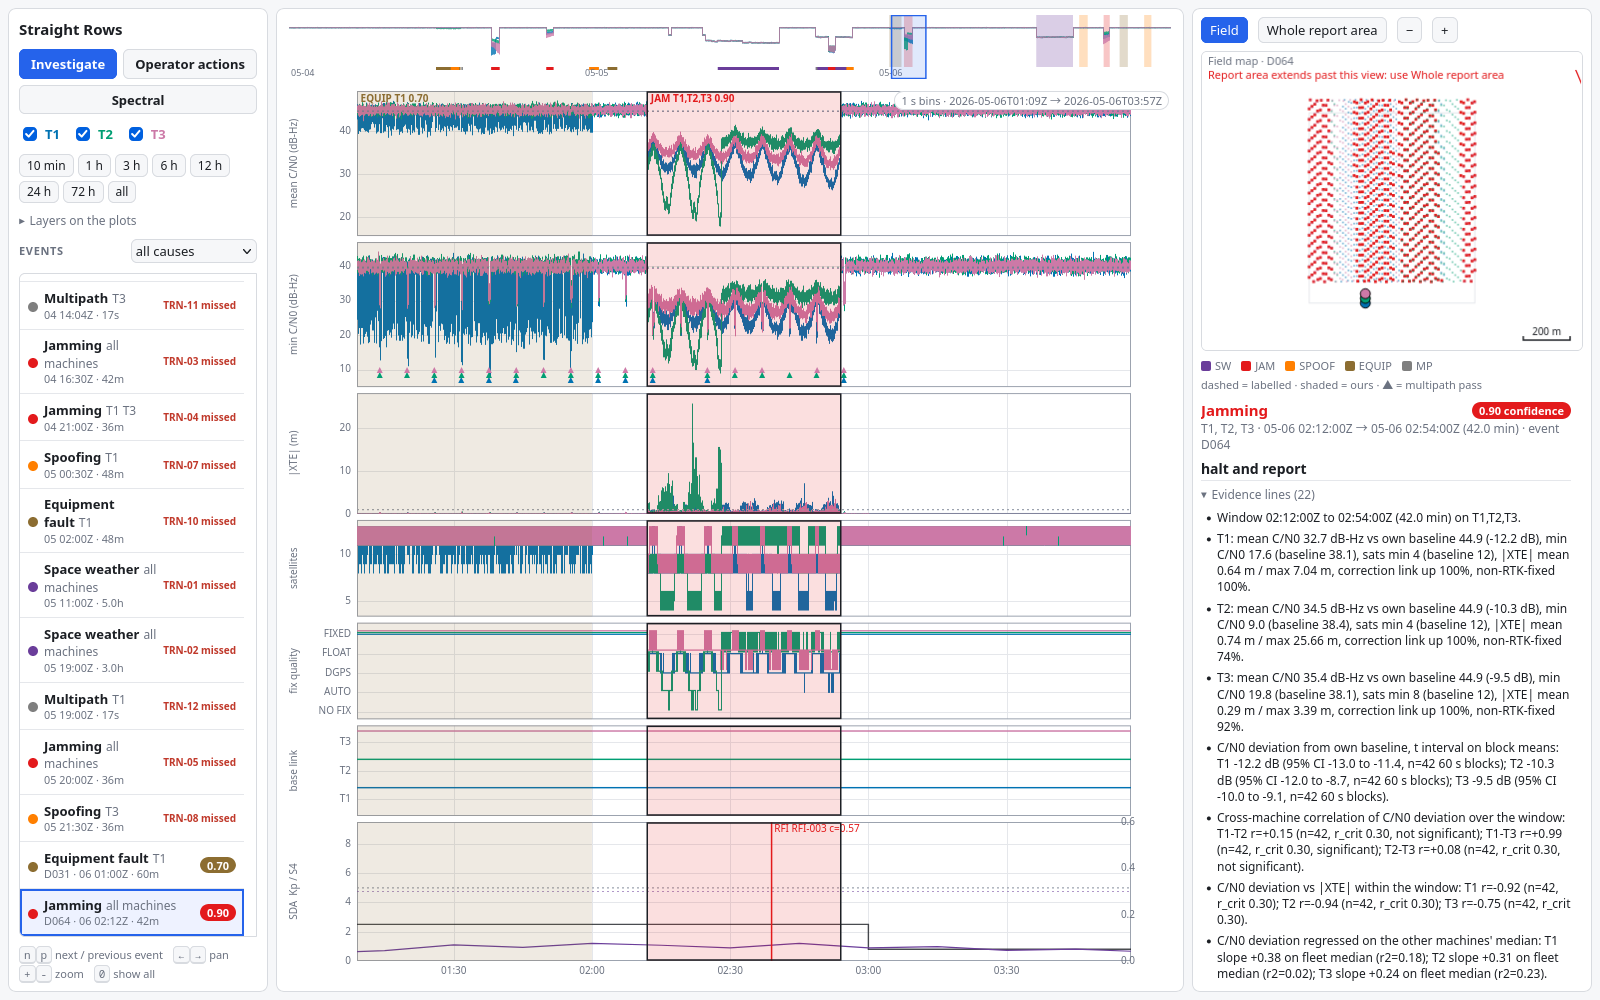 Straight Rows
Investigate
Operator actions
Spectral
T1
T2
T3
10 min
1 h
3 h
6 h
12 h
24 h
72 h
all
▸ Layers on the plots
EVENTS
all causes
Multipath T3
04 14:04Z · 17s
TRN-11 missed
Jamming all
machines
04 16:30Z · 42m
TRN-03 missed
Jamming T1 T3
04 21:00Z · 36m
TRN-04 missed
Spoofing T1
05 00:30Z · 48m
TRN-07 missed
Equipment
fault T1
05 02:00Z · 48m
TRN-10 missed
Space weather all
machines
05 11:00Z · 5.0h
TRN-01 missed
Space weather all
machines
05 19:00Z · 3.0h
TRN-02 missed
Multipath T1
05 19:00Z · 17s
TRN-12 missed
Jamming all
machines
05 20:00Z · 36m
TRN-05 missed
Spoofing T3
05 21:30Z · 36m
TRN-08 missed
Equipment fault T1
D031 · 06 01:00Z · 60m
0.70
Jamming all machines
D064 · 06 02:12Z · 42m
0.90
n p next / previous event ← → pan
+ - zoom 0 show all
05-04
05-05
05-06
EQUIP T1 0.70
JAM T1,T2,T3 0.90
1 s bins · 2026-05-06T01:09Z → 2026-05-06T03:57Z
mean C/N0 (dB-Hz)
40
30
20
min C/N0 (dB-Hz)
40
30
20
10
|XTE| (m)
20
10
0
satellites
10
5
fix quality
FIXED
FLOAT
DGPS
AUTO
NO FIX
base link
T3
T2
T1
SDA Kp / S4
RFI RFI-003 c=0.57
8
6
4
2
0
0.6
0.4
0.2
0.0
01:30
02:00
02:30
03:00
03:30
Field
Whole report area
−
+
Field map · D064
Report area extends past this view: use Whole report area
200 m
SW
JAM
SPOOF
EQUIP
MP
dashed = labelled · shaded = ours · ▲ = multipath pass
Jamming
0.90 confidence
T1, T2, T3 · 05-06 02:12:00Z → 05-06 02:54:00Z (42.0 min) · event
D064
halt and report
▾ Evidence lines (22)
• Window 02:12:00Z to 02:54:00Z (42.0 min) on T1,T2,T3.
• T1: mean C/N0 32.7 dB-Hz vs own baseline 44.9 (-12.2 dB), min
C/N0 17.6 (baseline 38.1), sats min 4 (baseline 12), |XTE| mean
0.64 m / max 7.04 m, correction link up 100%, non-RTK-fixed
100%.
• T2: mean C/N0 34.5 dB-Hz vs own baseline 44.9 (-10.3 dB), min
C/N0 9.0 (baseline 38.4), sats min 4 (baseline 12), |XTE| mean
0.74 m / max 25.66 m, correction link up 100%, non-RTK-fixed
74%.
• T3: mean C/N0 35.4 dB-Hz vs own baseline 44.9 (-9.5 dB), min
C/N0 19.8 (baseline 38.1), sats min 8 (baseline 12), |XTE| mean
0.29 m / max 3.39 m, correction link up 100%, non-RTK-fixed
92%.
• C/N0 deviation from own baseline, t interval on block means:
T1 -12.2 dB (95% CI -13.0 to -11.4, n=42 60 s blocks); T2 -10.3
dB (95% CI -12.0 to -8.7, n=42 60 s blocks); T3 -9.5 dB (95% CI
-10.0 to -9.1, n=42 60 s blocks).
• Cross-machine correlation of C/N0 deviation over the window:
T1-T2 r=+0.15 (n=42, r_crit 0.30, not significant); T1-T3 r=+0.99
(n=42, r_crit 0.30, significant); T2-T3 r=+0.08 (n=42, r_crit 0.30,
not significant).
• C/N0 deviation vs |XTE| within the window: T1 r=-0.92 (n=42,
r_crit 0.30); T2 r=-0.94 (n=42, r_crit 0.30); T3 r=-0.75 (n=42, r_crit
0.30).
• C/N0 deviation regressed on the other machines' median: T1
slope +0.38 on fleet median (r2=0.18); T2 slope +0.31 on fleet
median (r2=0.02); T3 slope +0.24 on fleet median (r2=0.23).